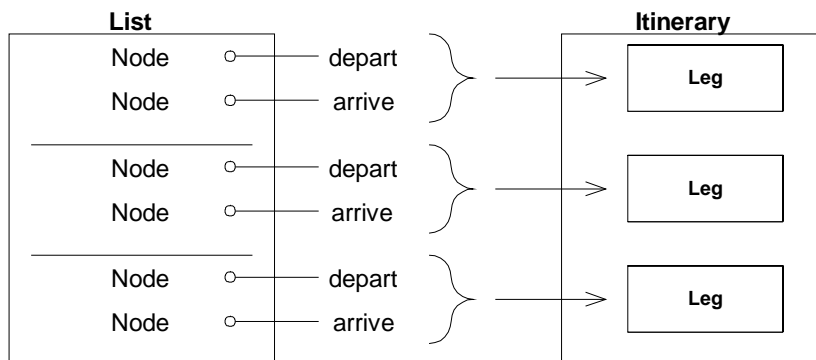 List
Itinerary
Node depart
Leg
Node arrive
Node depart
Leg
Node arrive
Node depart
Leg
Node arrive